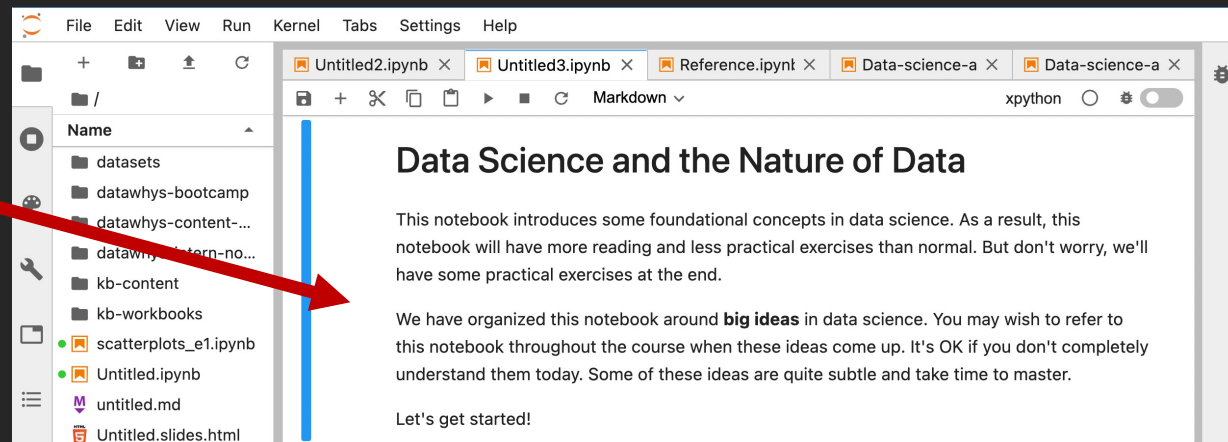 File Edit View Run Kernel Tabs Settings Help
Untitled2.ipynb Untitled3.ipynb Reference.ipynb Data-science-a Data-science-a
/
Markdown xpython
Name
datasets
datawhys-bootcamp
datawhys-content-...
kb-content
kb-workbooks
scatterplots_e1.ipynb
Untitled.ipynb
untitled.md
Untitled.slides.html
Data Science and the Nature of Data
This notebook introduces some foundational concepts in data science. As a result, this
notebook will have more reading and less practical exercises than normal. But don't worry, we'll
have some practical exercises at the end.
We have organized this notebook around big ideas in data science. You may wish to refer to
this notebook throughout the course when these ideas come up. It's OK if you don't completely
understand them today. Some of these ideas are quite subtle and take time to master.
Let's get started!